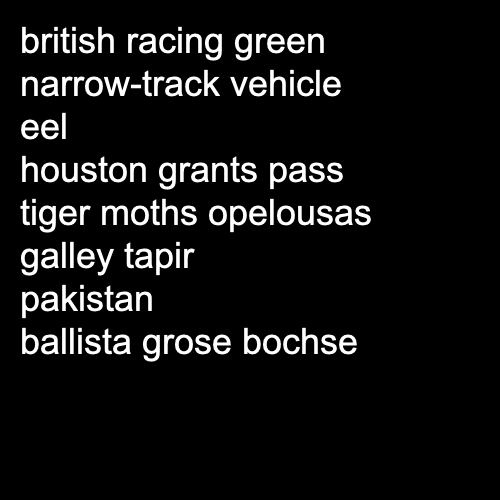 british racing green
narrow-track vehicle
eel
houston grants pass
tiger moths opelousas
galley tapir
pakistan
ballista grose bochse